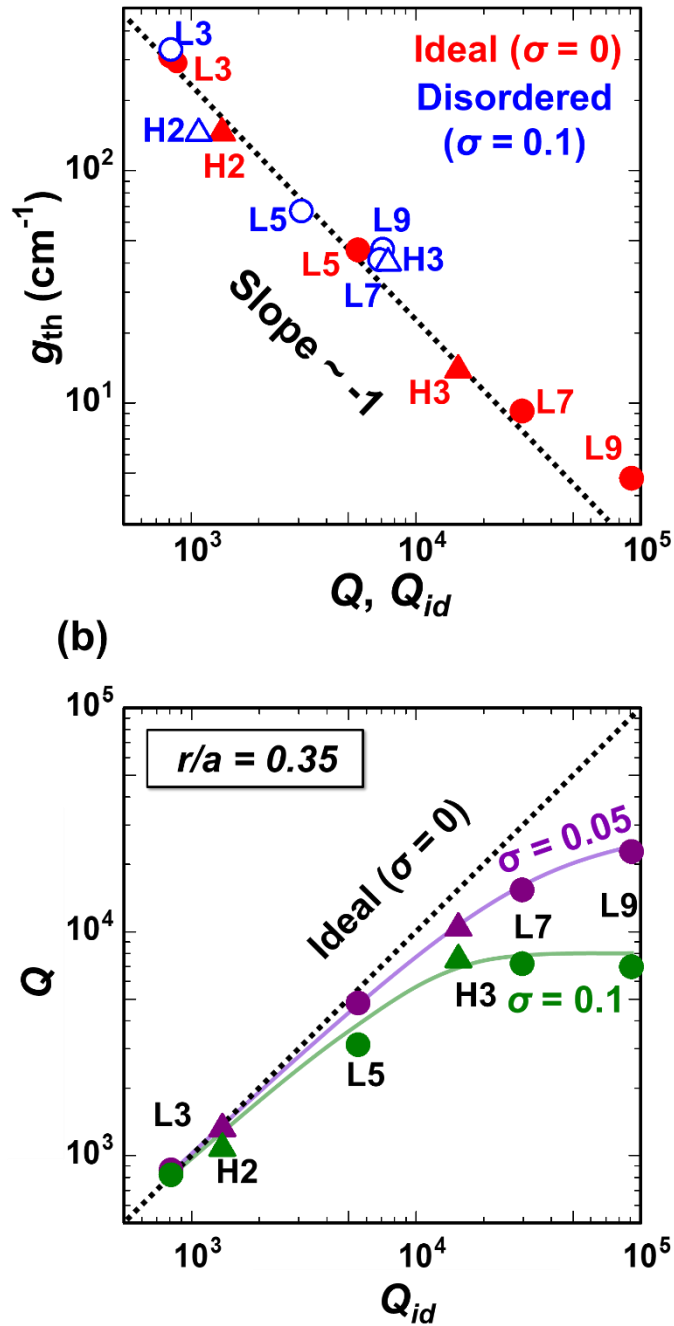 L3
L3
Ideal (σ = 0)
Disordered
(σ = 0.1)
H2
H2
L5
L9
L5
H3
L7
Slope ~ -1
H3
L7
L9
10²
10¹
g_th (cm⁻¹)
10³
10⁴
10⁵
Q, Q_id
(b)
10⁵
r/a = 0.35
Ideal (σ = 0)
σ = 0.05
10⁴
L7
L9
H3
σ = 0.1
Q
L5
L3
10³
H2
10³
10⁴
10⁵
Q_id